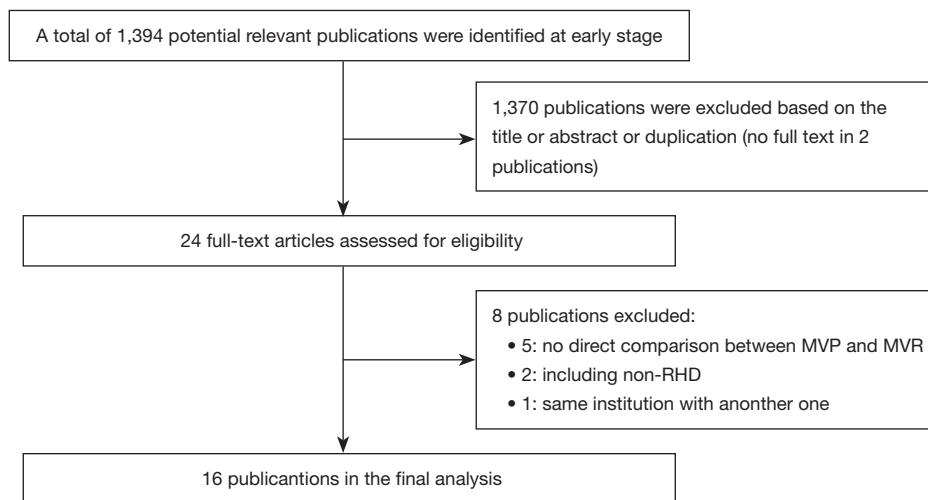 A total of 1,394 potential relevant publications were identified at early stage
1,370 publications were excluded based on the
title or abstract or duplication (no full text in 2
publications)
24 full-text articles assessed for eligibility
8 publications excluded:
• 5: no direct comparison between MVP and MVR
• 2: including non-RHD
• 1: same institution with anonther one
16 publicantions in the final analysis